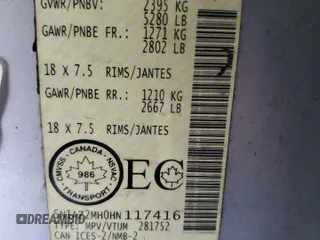 GVWR/PNBV: 2395 KG
5280 LB
GAWR/PNBE FR.: 1271 KG
2802 LB
18 X 7.5 RIMS/JANTES
GAWR/PNBE RR.: 1210 KG
2667 LB
18 X 7.5 RIMS/JANTES
CMVSS - CANADA - NSVAC
986
TRANSPORT
EC
5N1AZ2MH0HN117416
TYPE: MPV/VTUM 281752
CAN ICES-2/NMB-2
DREAMBID